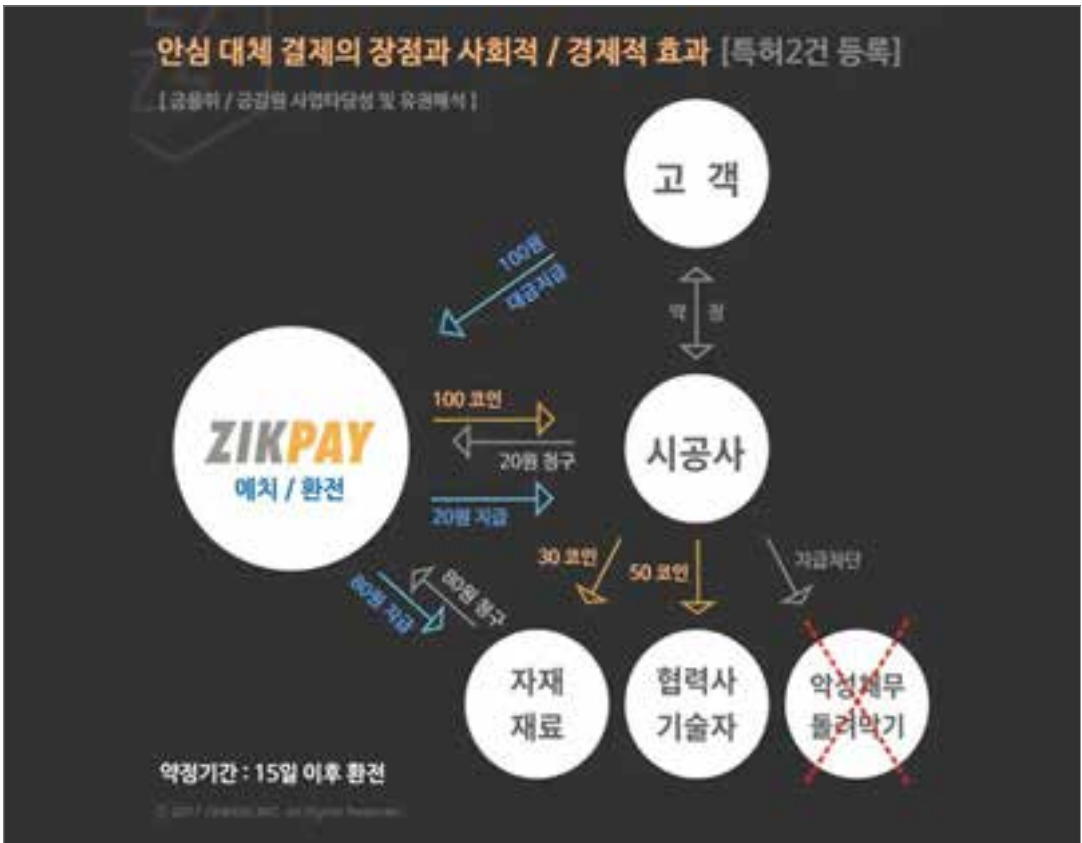 안심 대체 결제의 장점과 사회적 / 경제적 효과 [특허2건 등록]
[ 금융위 / 금감원 사업타당성 및 유권해석 ]
고 객
100원
대금지급
약 정
ZIKPAY
예치 / 환전
100 코인
20원 청구
20원 지급
시공사
30 코인
50 코인
지급차단
80원 지급
80원 청구
자재
재료
협력사
기술자
악성채무
돌려막기
약정기간 : 15일 이후 환전
All Rights Reserved.